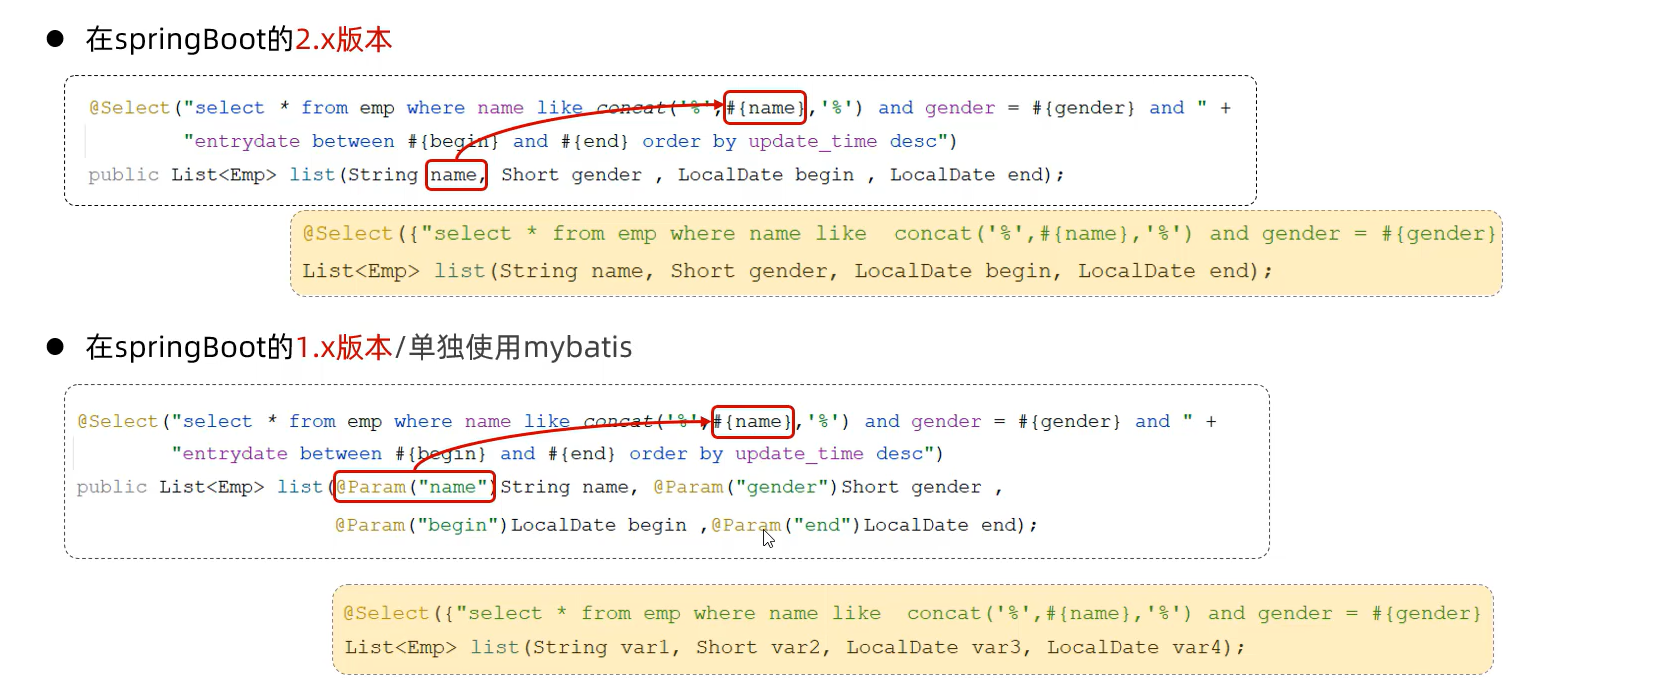 在springBoot的2.x版本
@Select("select * from emp where name like concat('%',#{name},'%') and gender = #{gender} and " +
"entrydate between #{begin} and #{end} order by update_time desc")
public List<Emp> list(String name, Short gender , LocalDate begin , LocalDate end);
@Select({"select * from emp where name like  concat('%',#{name},'%') and gender = #{gender}
List<Emp> list(String name, Short gender, LocalDate begin, LocalDate end);
在springBoot的1.x版本/单独使用mybatis
@Select("select * from emp where name like concat('%',#{name},'%') and gender = #{gender} and " +
"entrydate between #{begin} and #{end} order by update_time desc")
public List<Emp> list(@Param("name")String name, @Param("gender")Short gender ,
@Param("begin")LocalDate begin ,@Param("end")LocalDate end);
@Select({"select * from emp where name like  concat('%',#{name},'%') and gender = #{gender}
List<Emp> list(String var1, Short var2, LocalDate var3, LocalDate var4);